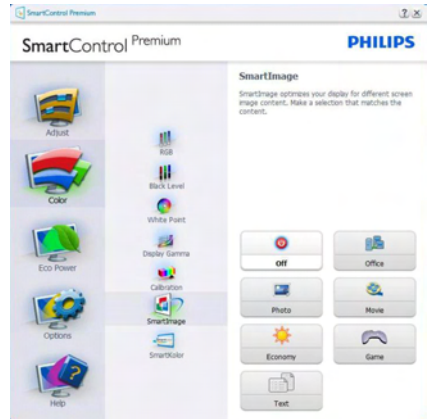 SmartControl Premium
SmartControl Premium
PHILIPS
Adjust
Color
Eco Power
Options
Help
RGB
Black Level
White Point
Display Gamma
Calibration
SmartImage
SmartKolor
SmartImage
SmartImage optimizes your display for different screen
image content. Make a selection that matches the
content.
Off
Office
Photo
Movie
Economy
Game
Text